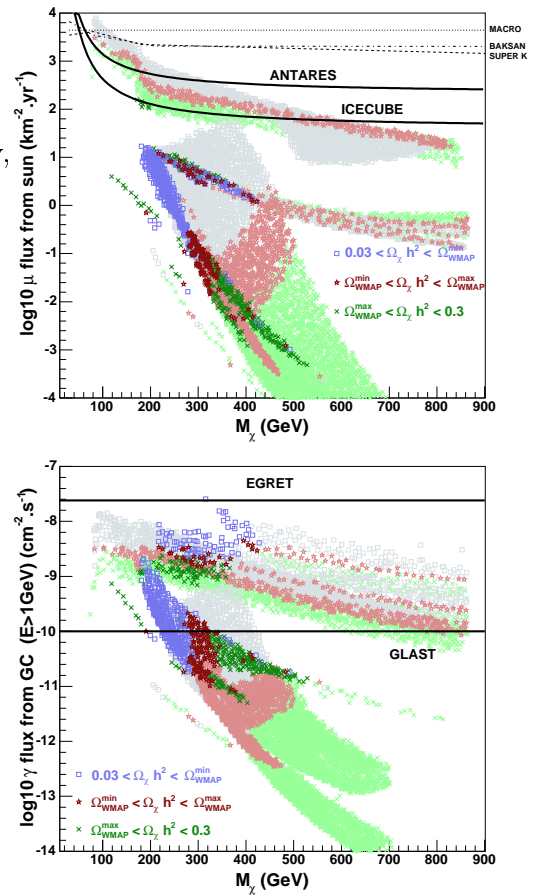 4
3
2
1
0
-1
-2
-3
-4
log10 μ flux from sun (km⁻².yr⁻¹)
MACRO
BAKSAN
SUPER K
ANTARES
ICECUBE
0.03 < Ωχ h² < Ω^min_WMAP
Ω^min_WMAP < Ωχ h² < Ω^max_WMAP
Ω^max_WMAP < Ωχ h² < 0.3
100 200 300 400 500 600 700 800 900
Mχ (GeV)
-7
-8
-9
-10
-11
-12
-13
-14
log10 γ flux from GC (E>1GeV) (cm⁻².s⁻¹)
EGRET
GLAST
0.03 < Ωχ h² < Ω^min_WMAP
Ω^min_WMAP < Ωχ h² < Ω^max_WMAP
Ω^max_WMAP < Ωχ h² < 0.3
100 200 300 400 500 600 700 800 900
Mχ (GeV)